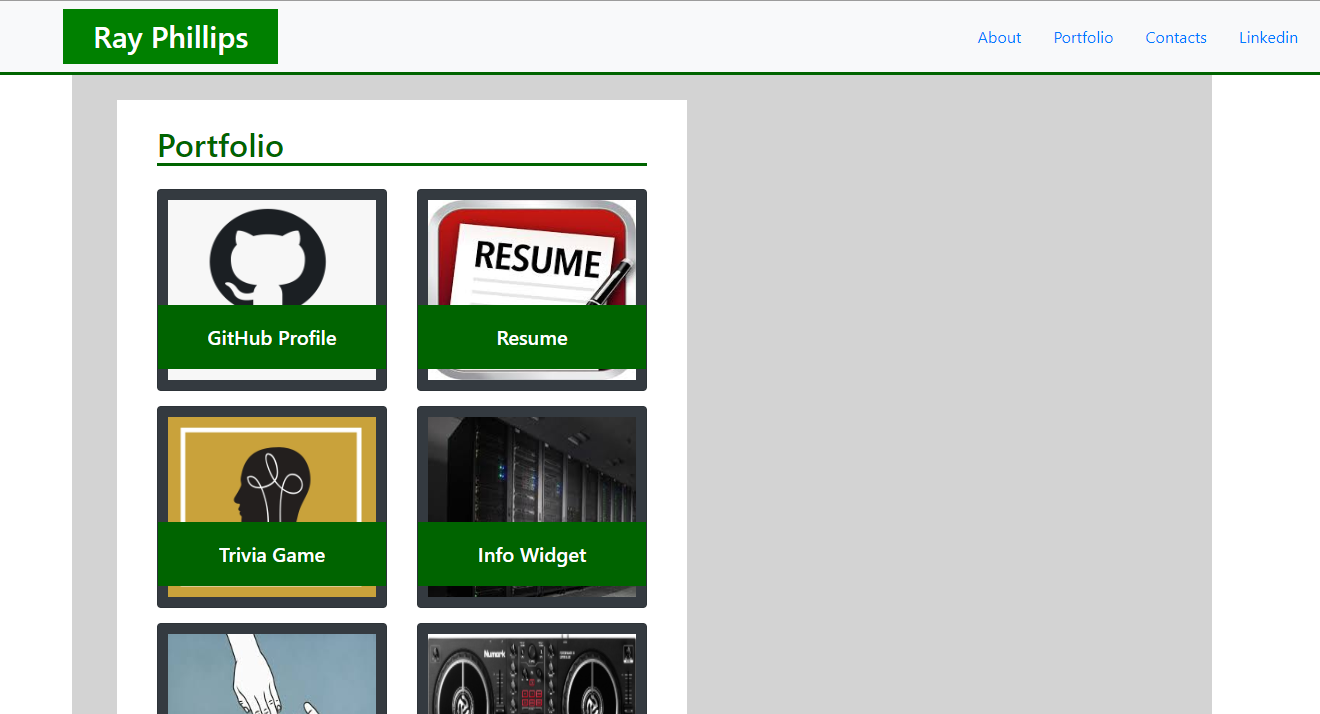 Ray Phillips
About Portfolio Contacts Linkedin
Portfolio
RESUME
GitHub Profile
Resume
Trivia Game
Info Widget
Numark